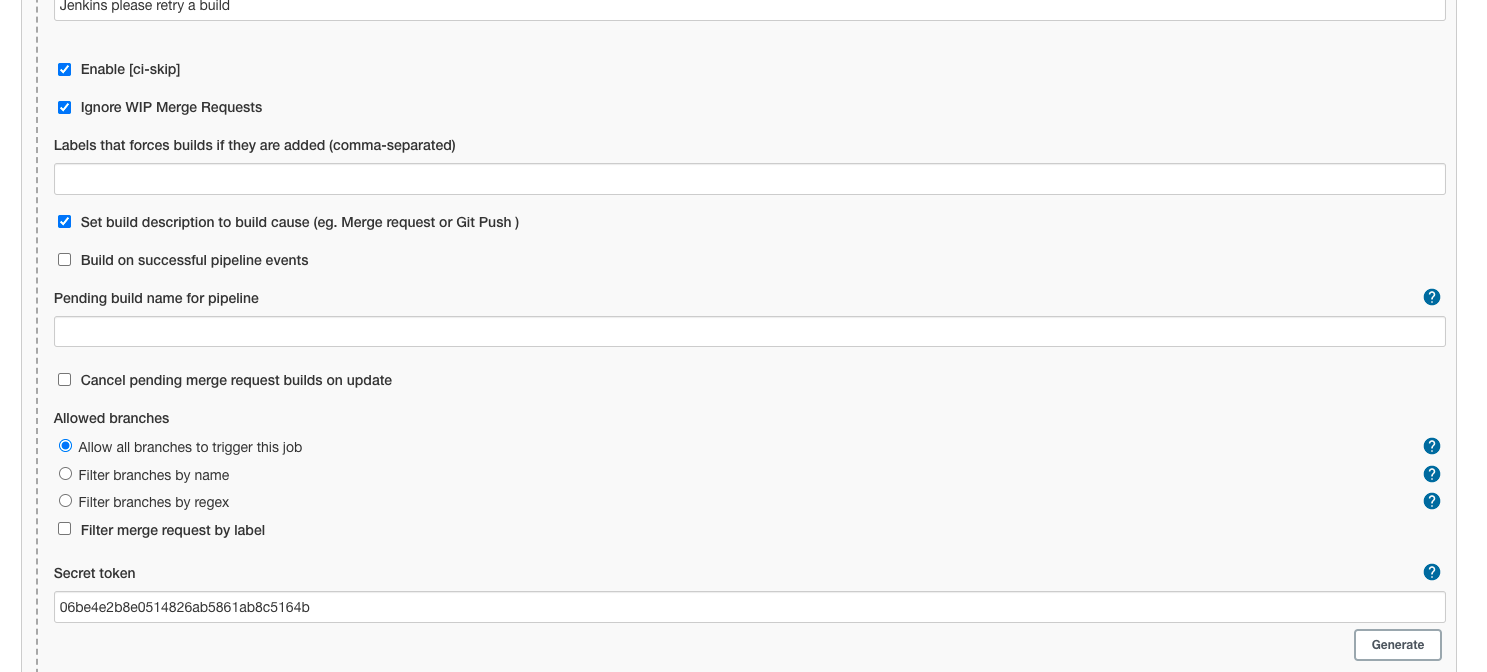 Jenkins please retry a build
Enable [ci-skip]
Ignore WIP Merge Requests
Labels that forces builds if they are added (comma-separated)
Set build description to build cause (eg. Merge request or Git Push )
Build on successful pipeline events
Pending build name for pipeline
?
Cancel pending merge request builds on update
Allowed branches
Allow all branches to trigger this job
?
Filter branches by name
?
Filter branches by regex
?
Filter merge request by label
Secret token
?
06be4e2b8e0514826ab5861ab8c5164b
Generate